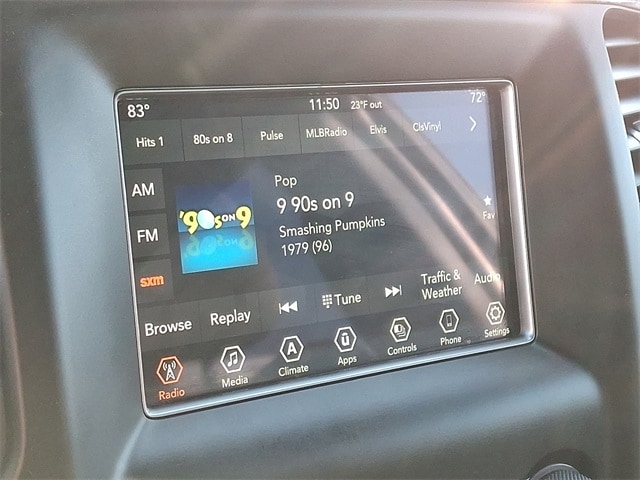 83° 11:50 23°F out 72°
Hits 1 80s on 8 Pulse MLBRadio Elvis ClsVinyl
AM
FM
sxm
'90s ON 9
Pop
9 90s on 9
Smashing Pumpkins
1979 (96)
Fav
Browse Replay Tune Traffic & Weather Audio
Radio Media Climate Apps Controls Phone Settings